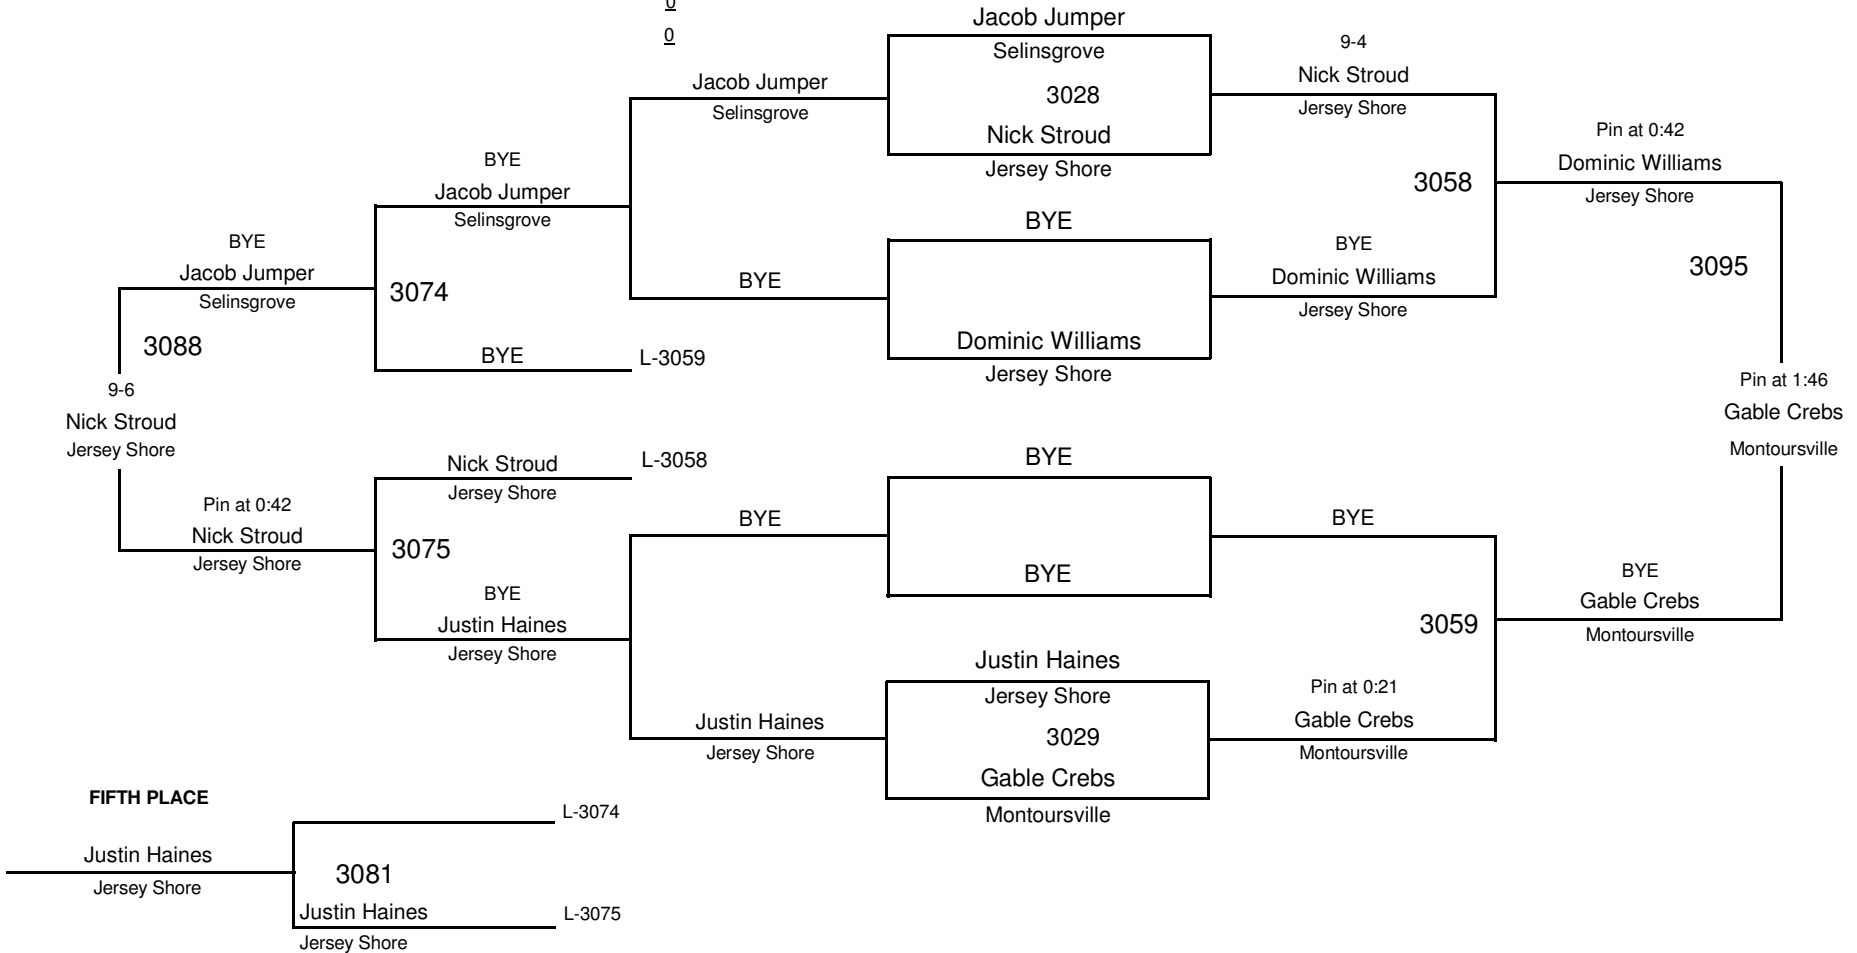 0
0
Jacob Jumper
Selinsgrove
3028
Nick Stroud
Jersey Shore
9-4
Nick Stroud
Jersey Shore
Jacob Jumper
Selinsgrove
BYE
Jacob Jumper
Selinsgrove
BYE
Jacob Jumper
Selinsgrove
3074
3088
BYE
BYE
L-3059
BYE
Dominic Williams
Jersey Shore
BYE
Dominic Williams
Jersey Shore
3058
Pin at 0:42
Dominic Williams
Jersey Shore
3095
9-6
Nick Stroud
Jersey Shore
Pin at 1:46
Gable Crebs
Montoursville
Nick Stroud
Jersey Shore
L-3058
Pin at 0:42
Nick Stroud
Jersey Shore
3075
BYE
Justin Haines
Jersey Shore
BYE
BYE
BYE
BYE
3059
BYE
Gable Crebs
Montoursville
Justin Haines
Jersey Shore
Justin Haines
Jersey Shore
3029
Gable Crebs
Montoursville
Pin at 0:21
Gable Crebs
Montoursville
FIFTH PLACE
L-3074
Justin Haines
Jersey Shore
3081
Justin Haines
Jersey Shore
L-3075